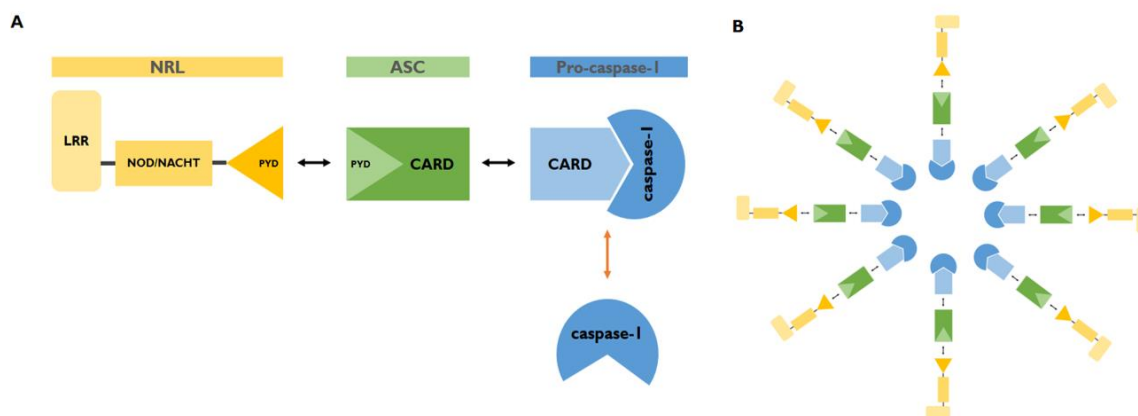 A
B
NRL
ASC
Pro-caspase-1
LRR
NOD/NACHT
PYD
PYD
CARD
CARD
caspase-1
caspase-1